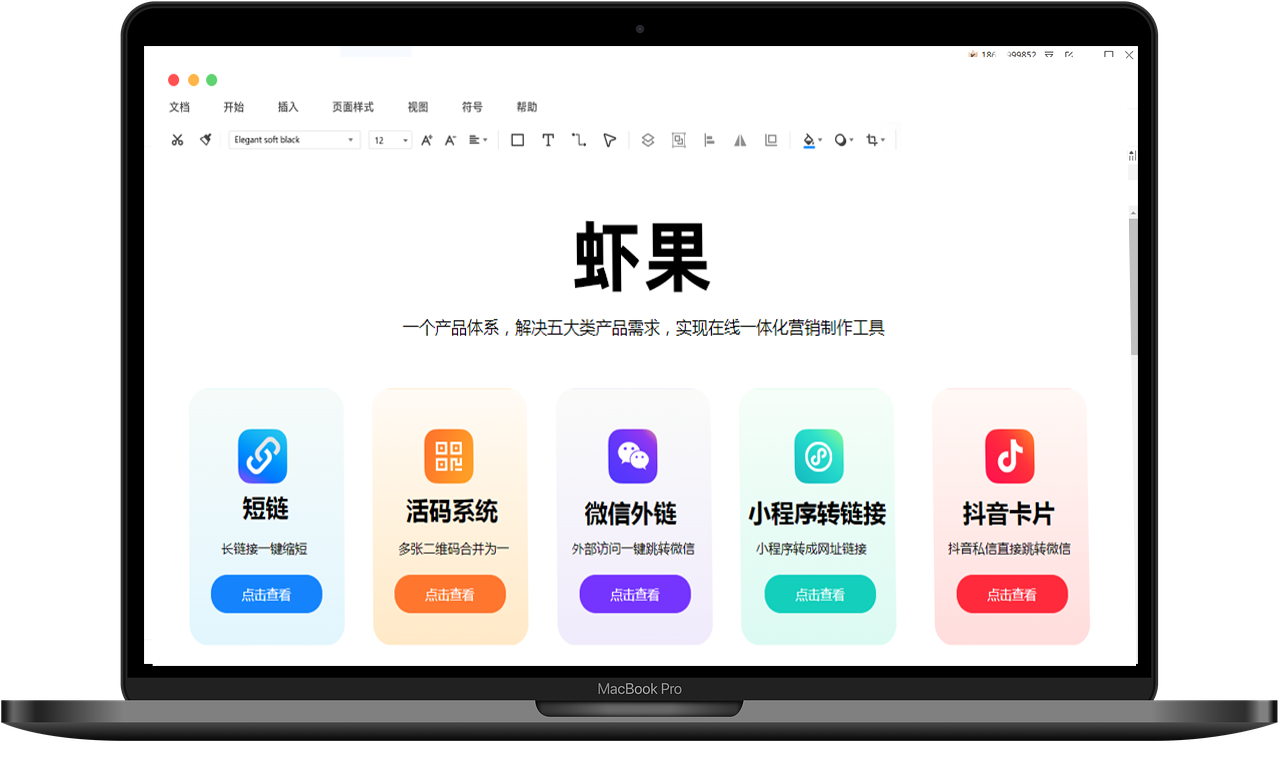 文档 开始 插入 页面样式 视图 符号 帮助
Elegant soft black 12 A+ A-
虾果
一个产品体系，解决五大类产品需求，实现在线一体化营销制作工具
短链 活码系统 微信外链 小程序转链接 抖音卡片
长链接一键缩短 多张二维码合并为一 外部访问一键跳转微信 小程序转成网址链接 抖音私信直接跳转微信
点击查看 点击查看 点击查看 点击查看 点击查看
MacBook Pro